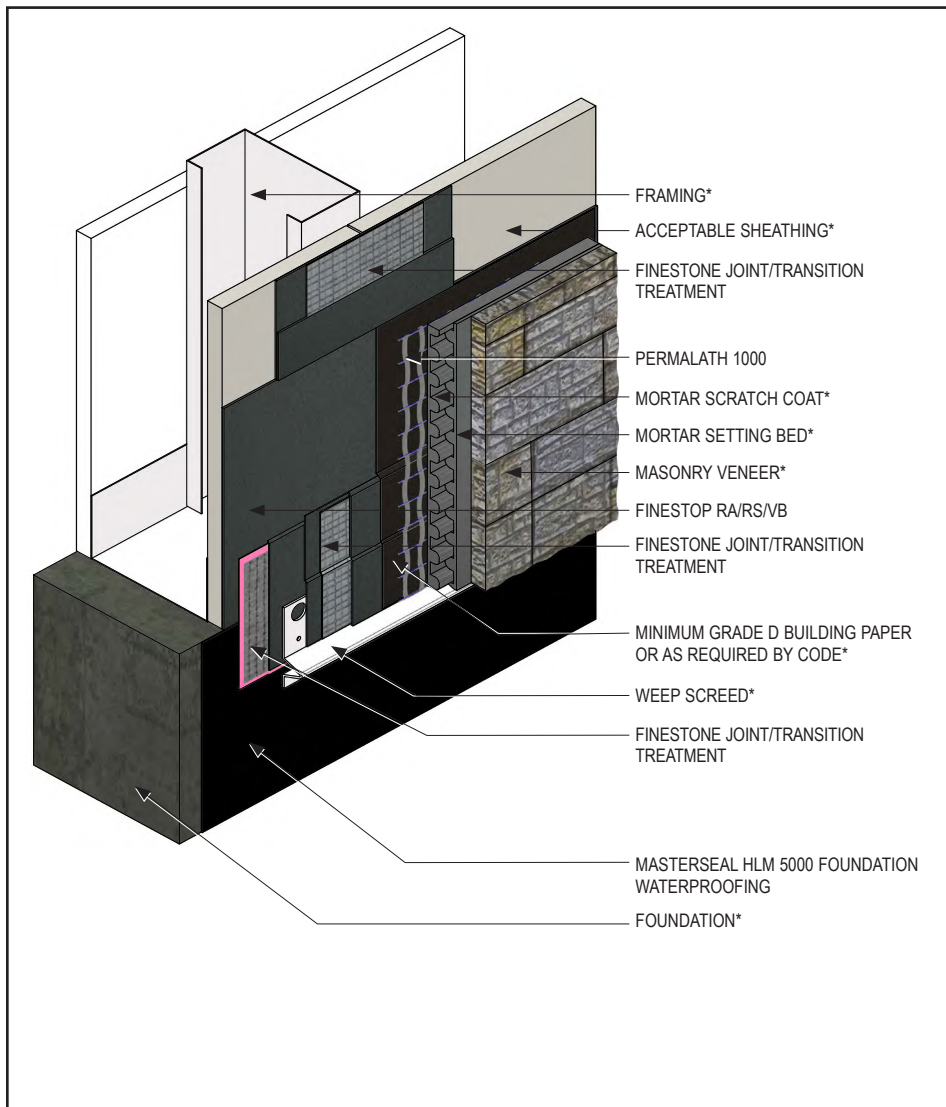 FRAMING*
ACCEPTABLE SHEATHING*
FINESTONE JOINT/TRANSITION
TREATMENT
PERMALATH 1000
MORTAR SCRATCH COAT*
MORTAR SETTING BED*
MASONRY VENEER*
FINESTOP RA/RS/VB
FINESTONE JOINT/TRANSITION
TREATMENT
MINIMUM GRADE D BUILDING PAPER
OR AS REQUIRED BY CODE*
WEEP SCREED*
FINESTONE JOINT/TRANSITION
TREATMENT
MASTERSEAL HLM 5000 FOUNDATION
WATERPROOFING
FOUNDATION*